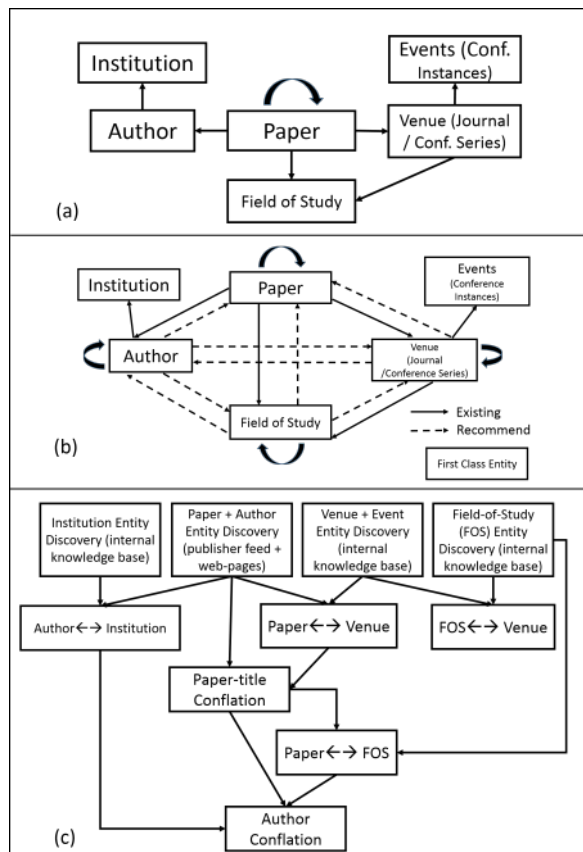 Institution
Events (Conf.
Instances)
Author
Paper
Venue (Journal
/ Conf. Series)
Field of Study
(a)
Institution
Paper
Events
(Conference
Instances)
Author
Venue
(Journal
/Conference Series)
Field of Study
Existing
Recommend
First Class Entity
(b)
Institution Entity
Discovery (internal
knowledge base)
Paper + Author
Entity Discovery
(publisher feed +
web-pages)
Venue + Event
Entity Discovery
(internal
knowledge base)
Field-of-Study
(FOS) Entity
Discovery (internal
knowledge base)
Author←→ Institution
Paper←→ Venue
FOS←→ Venue
Paper-title
Conflation
Paper←→ FOS
Author
Conflation
(c)